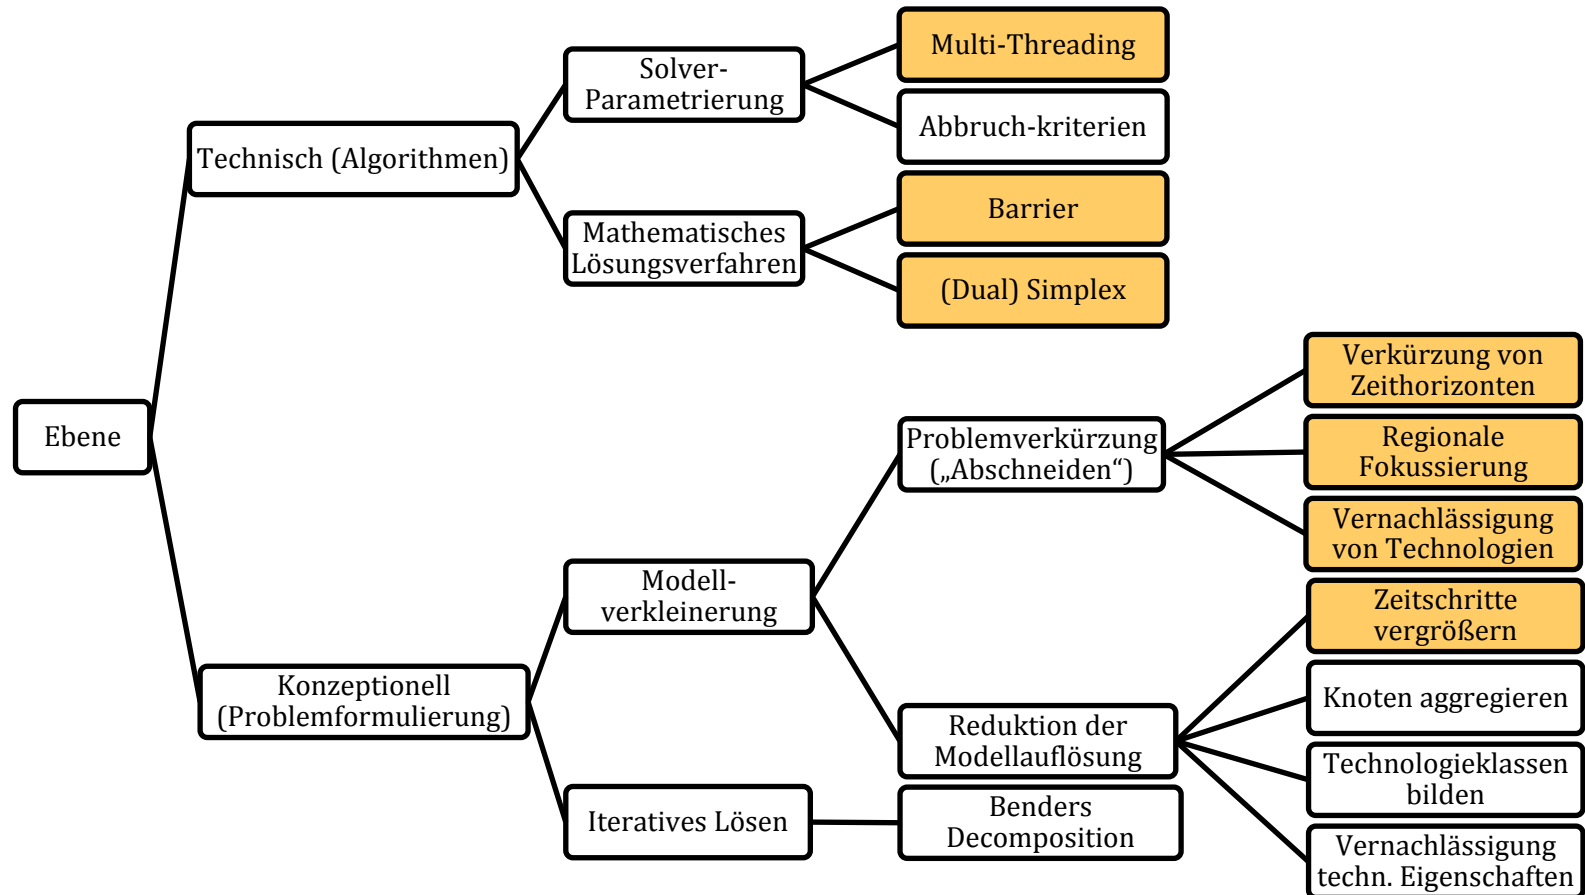 Ebene
Technisch (Algorithmen)
Solver-
Parametrierung
Multi-Threading
Abbruch-kriterien
Mathematisches
Lösungsverfahren
Barrier
(Dual) Simplex
Konzeptionell
(Problemformulierung)
Modell-
verkleinerung
Problemverkürzung
(„Abschneiden“)
Verkürzung von
Zeithorizonten
Regionale
Fokussierung
Vernachlässigung
von Technologien
Reduktion der
Modellauflösung
Zeitschritte
vergrößern
Knoten aggregieren
Technologieklassen
bilden
Vernachlässigung
techn. Eigenschaften
Iteratives Lösen
Benders
Decomposition